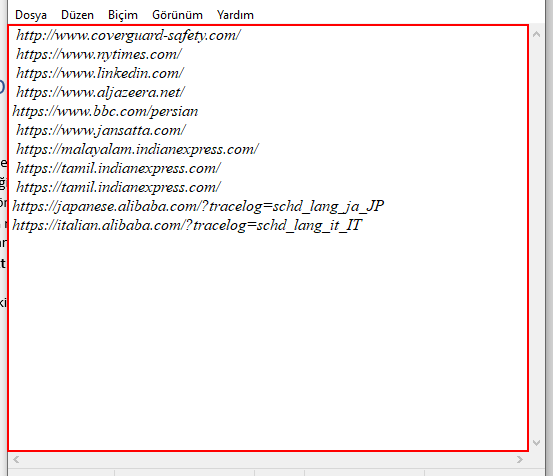 Dosya Düzen Biçim Görünüm Yardım
http://www.coverguard-safety.com/
https://www.nytimes.com/
https://www.linkedin.com/
https://www.aljazeera.net/
https://www.bbc.com/persian
https://www.jansatta.com/
https://malayalam.indianexpress.com/
https://tamil.indianexpress.com/
https://tamil.indianexpress.com/
https://japanese.alibaba.com/?tracelog=schd_lang_ja_JP
https://italian.alibaba.com/?tracelog=schd_lang_it_IT